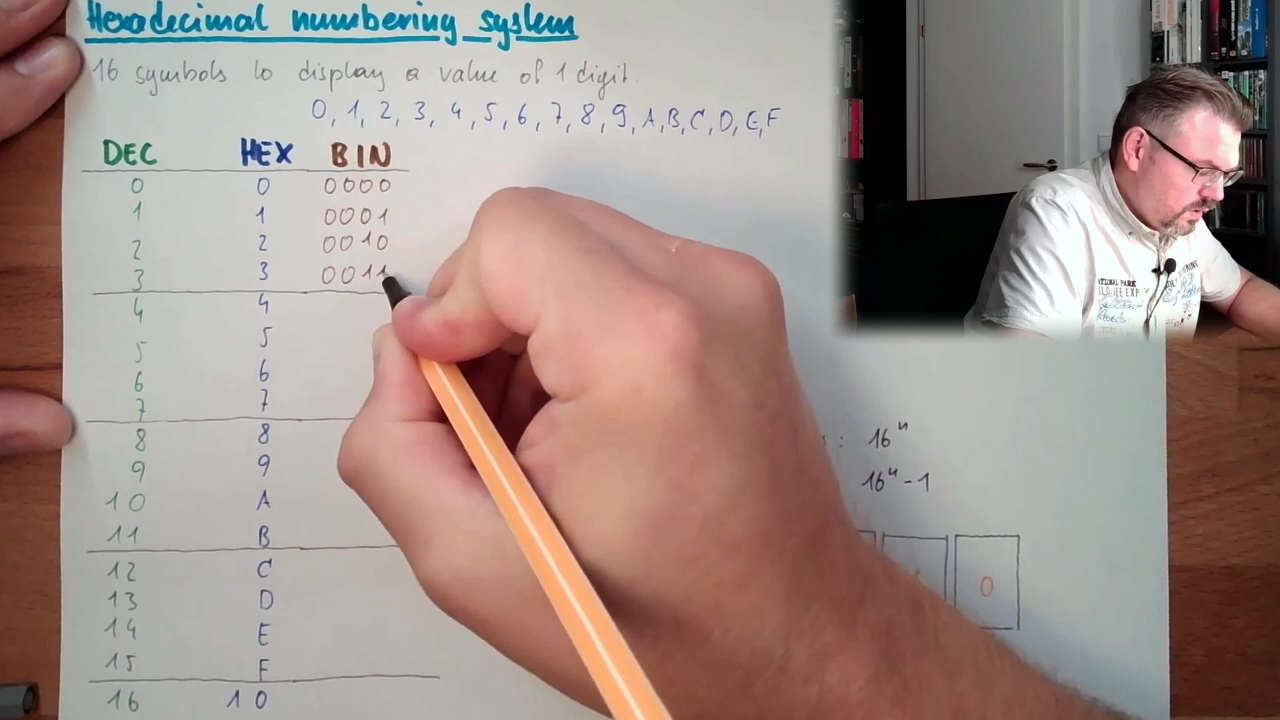 Hexadecimal numbering system
16 symbols to display a value of 1 digit.
0, 1, 2, 3, 4, 5, 6, 7, 8, 9, A, B, C, D, E, F
DEC HEX BIN
0 0 0000
1 1 0001
2 2 0010
3 3 0011
4 4
5 5
6 6
7 7
8 8
9 9
10 A
11 B
12 C
13 D
14 E
15 F
16 10
: 16ⁿ
16ⁿ-1
0
NATIONAL PARK